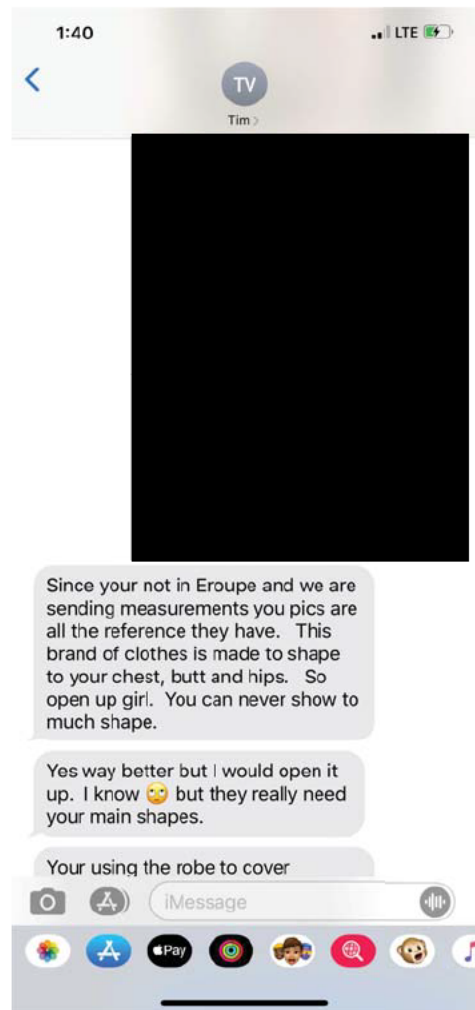 1:40
LTE
TV
Tim
Since your not in Eroupe and we are
sending measurements you pics are
all the reference they have. This
brand of clothes is made to shape
to your chest, butt and hips. So
open up girl. You can never show to
much shape.
Yes way better but I would open it
up. I know 🙄 but they really need
your main shapes.
Your using the robe to cover
iMessage
Pay